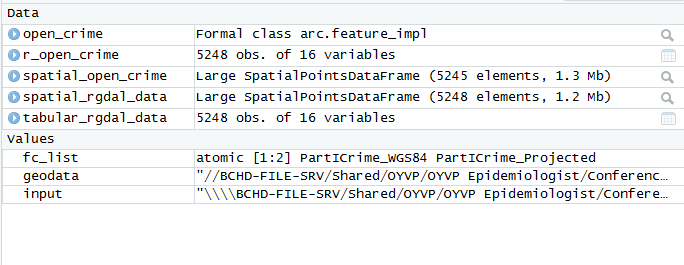 Data
open_crime Formal class arc.feature_impl
r_open_crime 5248 obs. of 16 variables
spatial_open_crime Large SpatialPointsDataFrame (5245 elements, 1.3 Mb)
spatial_rgdal_data Large SpatialPointsDataFrame (5248 elements, 1.2 Mb)
tabular_rgdal_data 5248 obs. of 16 variables
Values
fc_list atomic [1:2] PartICrime_WGS84 PartICrime_Projected
geodata "//BCHD-FILE-SRV/Shared/OYVP/OYVP Epidemiologist/Conferenc…
input "\\\\BCHD-FILE-SRV/Shared/OYVP/OYVP Epidemiologist/Confere…